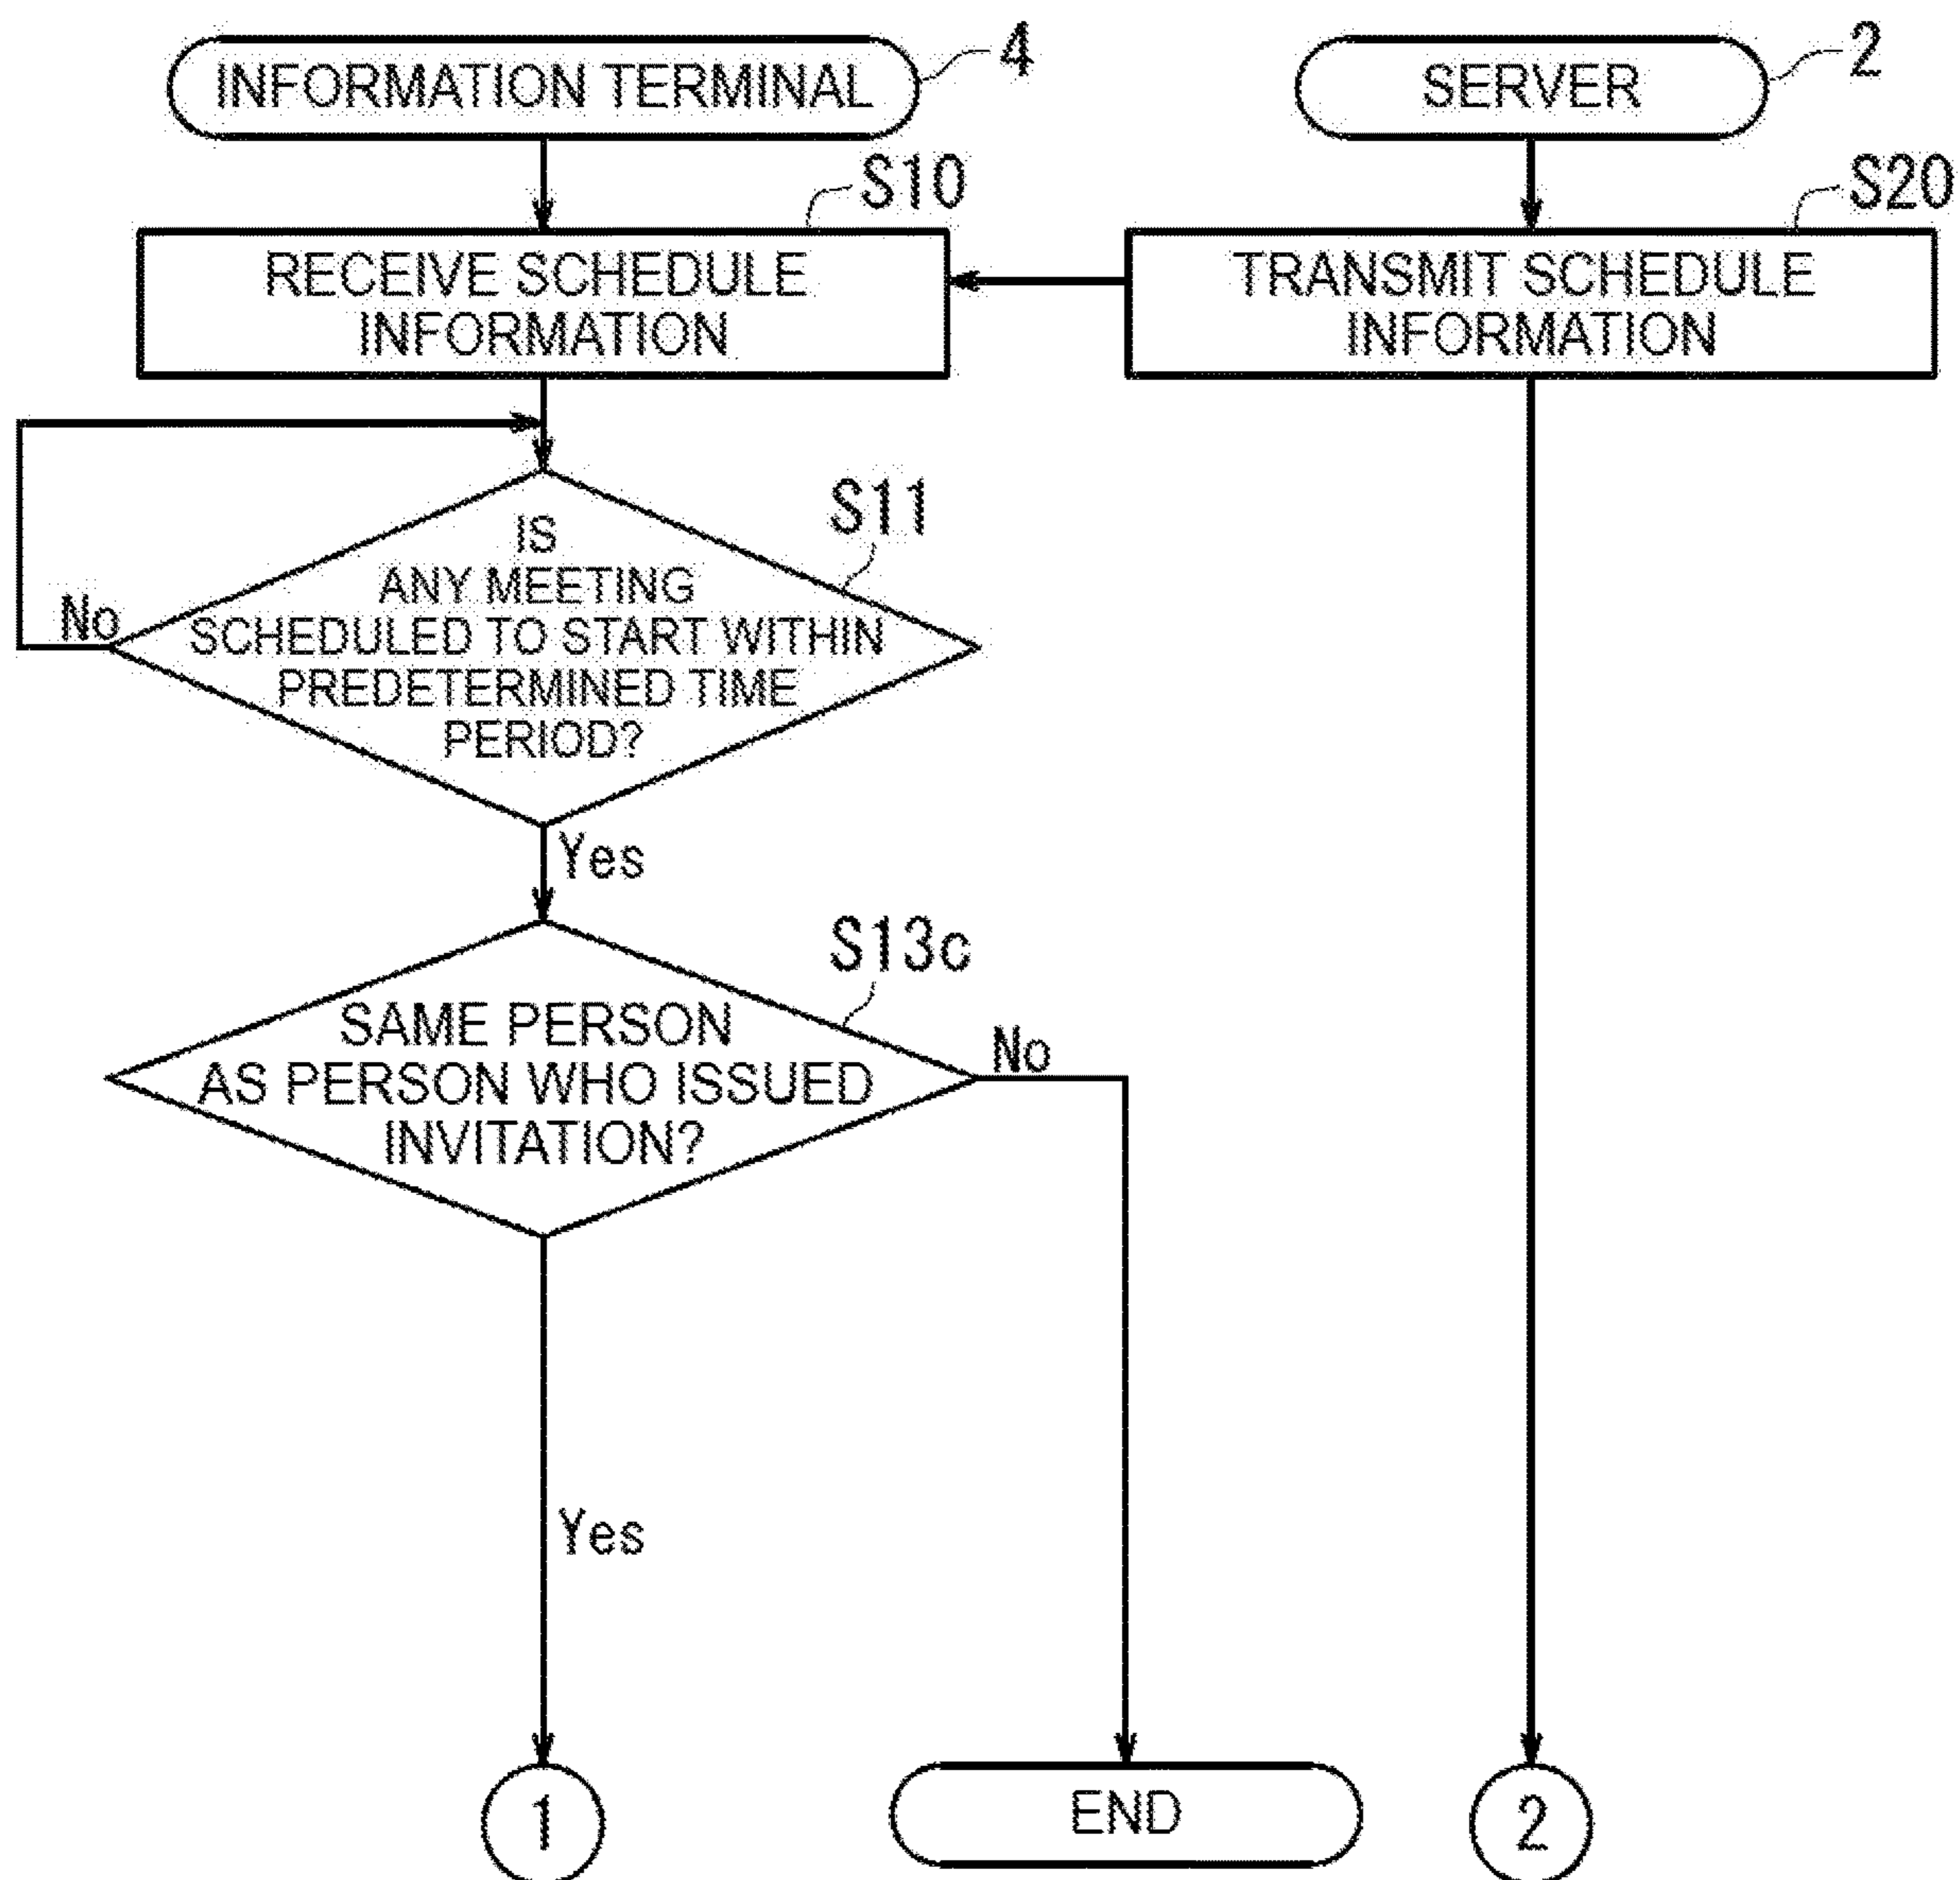 INFORMATION TERMINAL
4
SERVER
2
S10
S20
RECEIVE SCHEDULE
INFORMATION
TRANSMIT SCHEDULE
INFORMATION
S11
IS
ANY MEETING
SCHEDULED TO START WITHIN
PREDETERMINED TIME
PERIOD?
No
Yes
S13c
SAME PERSON
AS PERSON WHO ISSUED
INVITATION?
No
Yes
1
END
2